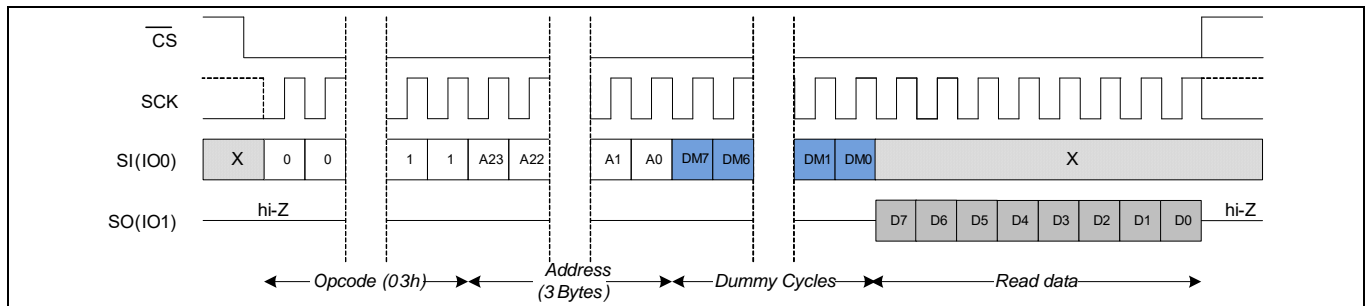 CS
SCK
SI(IO0) X 0 0 1 1 A23 A22 A1 A0 DM7 DM6 DM1 DM0 X
SO(IO1) hi-Z D7 D6 D5 D4 D3 D2 D1 D0 hi-Z
Opcode (03h) Address Dummy Cycles Read data
(3 Bytes)